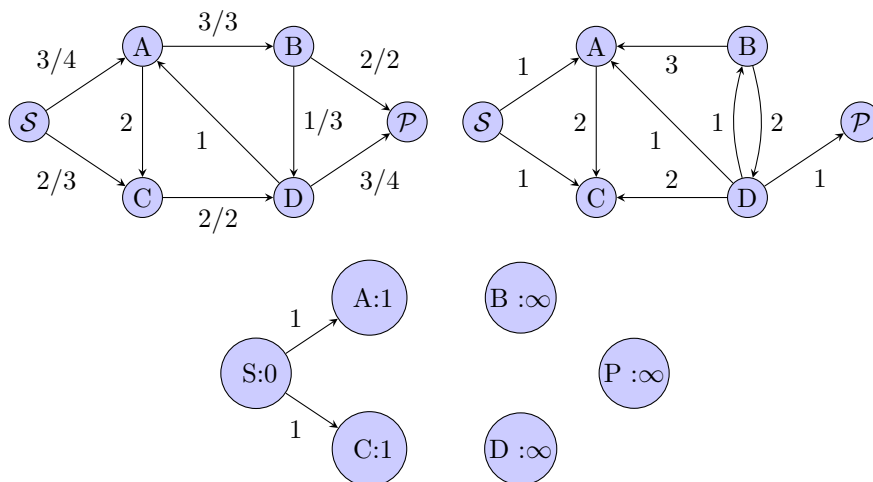 3/3
A
B
3/4
2/2
𝒮
2
1
1/3
𝒫
2/3
3/4
C
D
2/2
A
B
3
1
𝒮
2
1
1
2
𝒫
1
2
1
C
D
A:1
B :∞
1
S:0
P :∞
1
C:1
D :∞